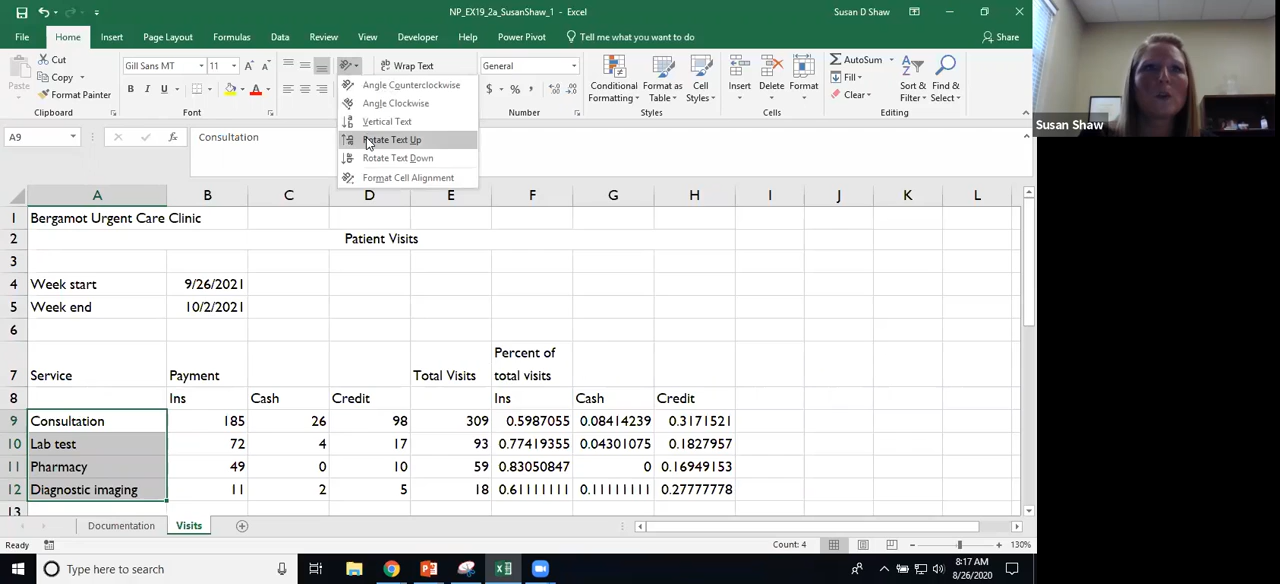 NP_EX19_2a_SusanShaw_1 - Excel
Susan D Shaw
File Home Insert Page Layout Formulas Data Review View Developer Help Power Pivot Tell me what you want to do Share
Paste
Cut
Copy
Format Painter
Clipboard
Gill Sans MT 11
B I U
Font
Wrap Text
Angle Counterclockwise
Angle Clockwise
Vertical Text
Rotate Text Up
Rotate Text Down
Format Cell Alignment
General
$ % ,
Number
Conditional Formatting
Format as Table
Cell Styles
Styles
Insert Delete Format
Cells
AutoSum
Fill
Clear
Sort & Filter
Find & Select
Editing
Susan Shaw
A9 fx Consultation
A B C D E F G H I J K L
1 Bergamot Urgent Care Clinic
2 Patient Visits
3
4 Week start 9/26/2021
5 Week end 10/2/2021
6
7 Service Payment Total Visits Percent of total visits
8 Ins Cash Credit Ins Cash Credit
9 Consultation 185 26 98 309 0.5987055 0.08414239 0.3171521
10 Lab test 72 4 17 93 0.77419355 0.04301075 0.1827957
11 Pharmacy 49 0 10 59 0.83050847 0 0.16949153
12 Diagnostic imaging 11 2 5 18 0.61111111 0.11111111 0.27777778
13
Documentation Visits
Ready Count: 4 130%
Type here to search
8:17 AM
8/26/2020